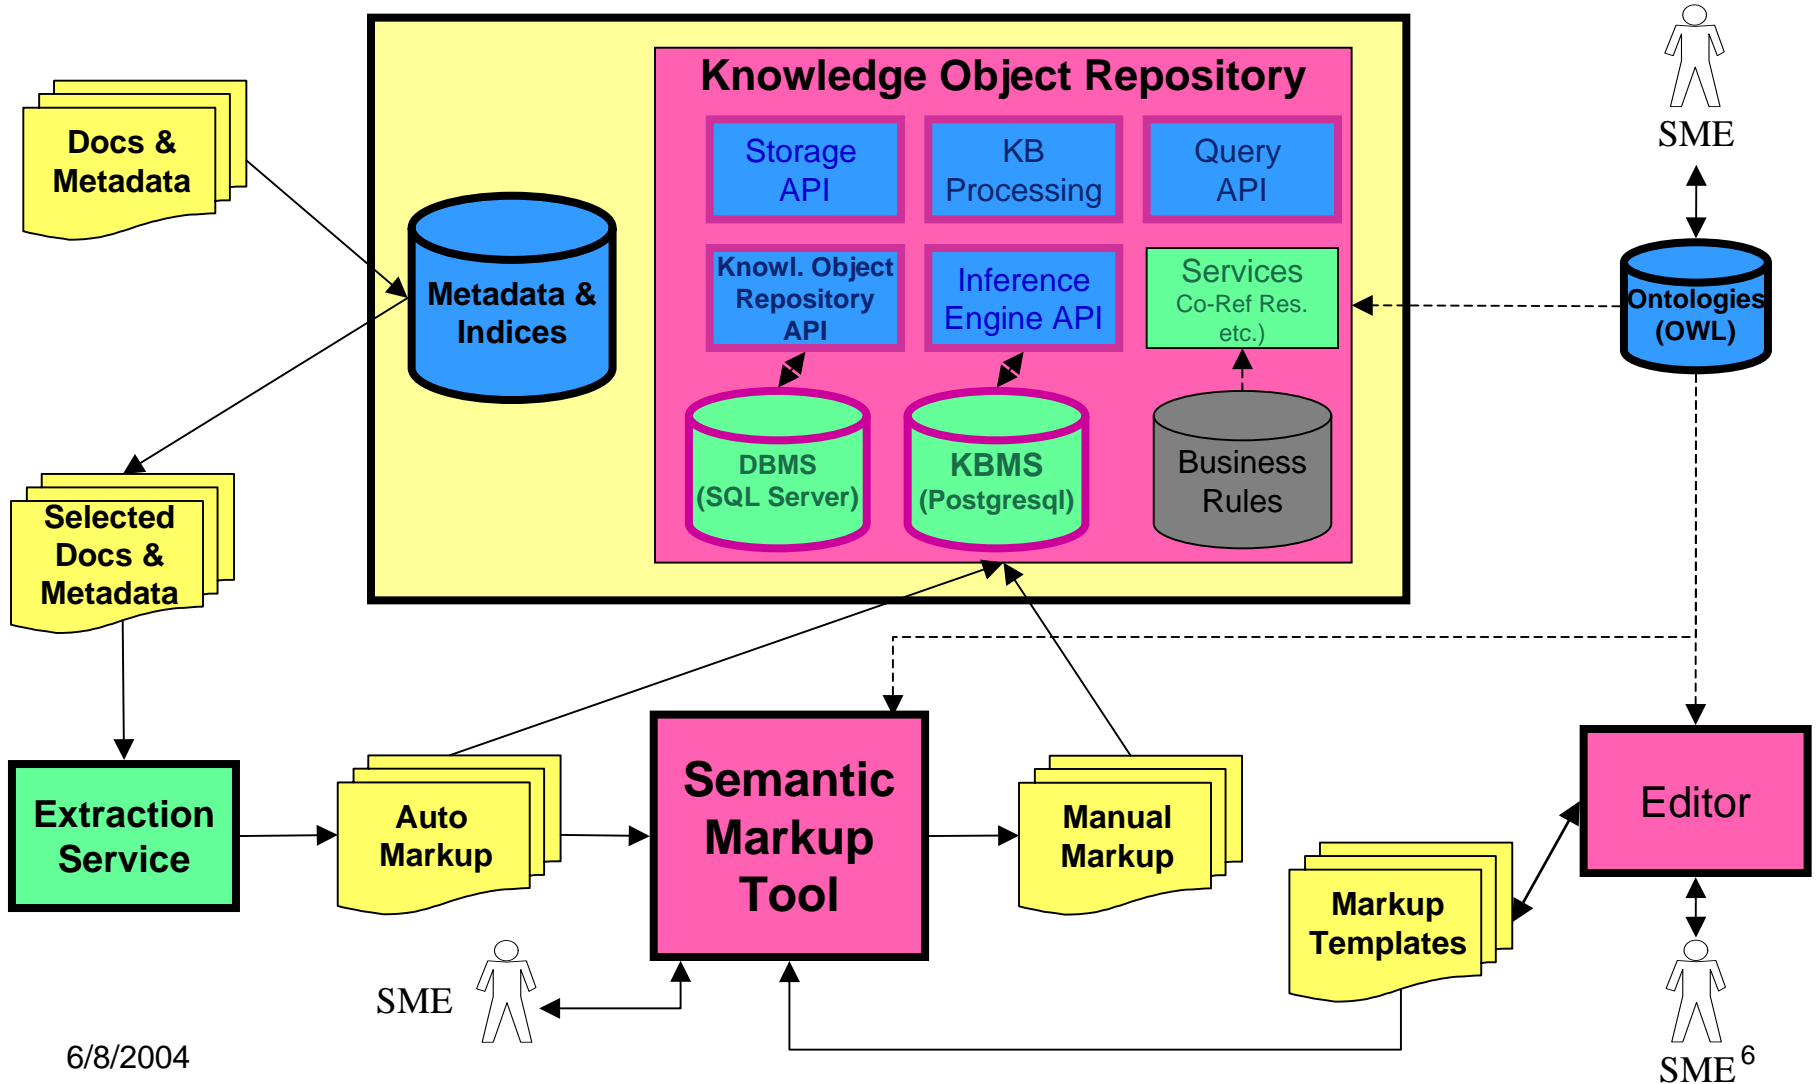 Knowledge Object Repository
SME
Docs &
Metadata
Storage
API
KB
Processing
Query
API
Metadata &
Indices
Knowl. Object
Repository
API
Inference
Engine API
Services
Co-Ref Res.
etc.)
Ontologies
(OWL)
DBMS
(SQL Server)
KBMS
(Postgresql)
Business
Rules
Selected
Docs &
Metadata
Extraction
Service
Auto
Markup
Semantic
Markup
Tool
Manual
Markup
Editor
Markup
Templates
SME
6/8/2004
SME
6